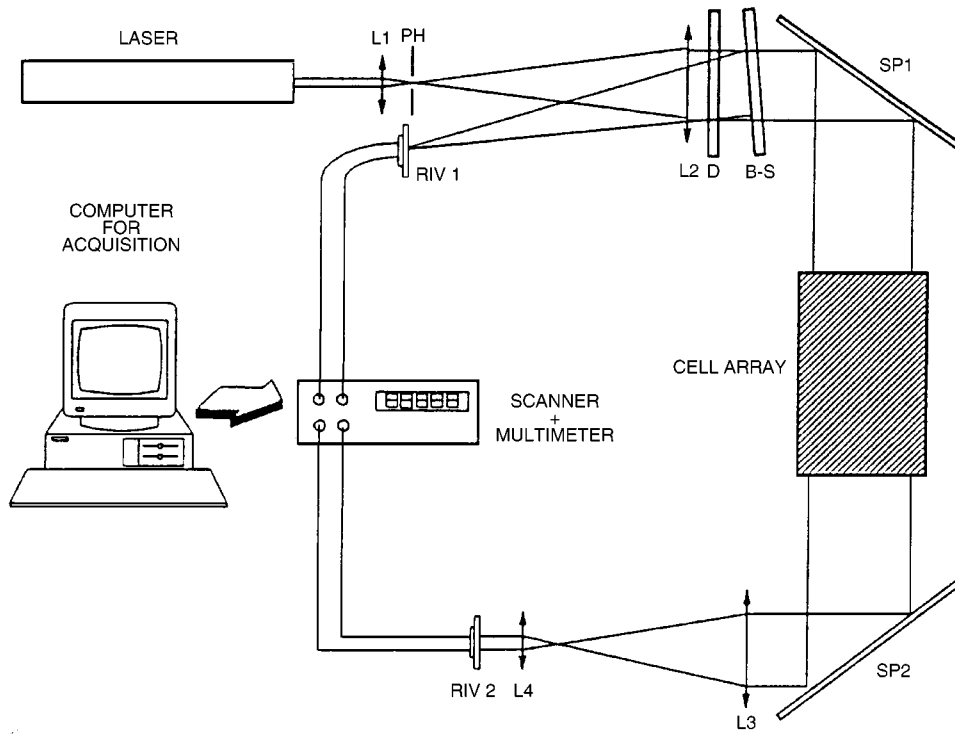 LASER
L1
PH
SP1
RIV 1
L2
D
B-S
COMPUTER
FOR
ACQUISITION
CELL ARRAY
SCANNER
+
MULTIMETER
RIV 2
L4
L3
SP2